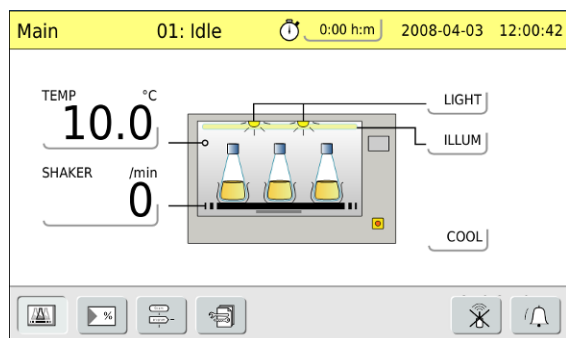 Main 01: Idle 0:00 h:m 2008-04-03 12:00:42
TEMP °C
10.0
LIGHT
ILLUM
SHAKER /min
0
COOL
%